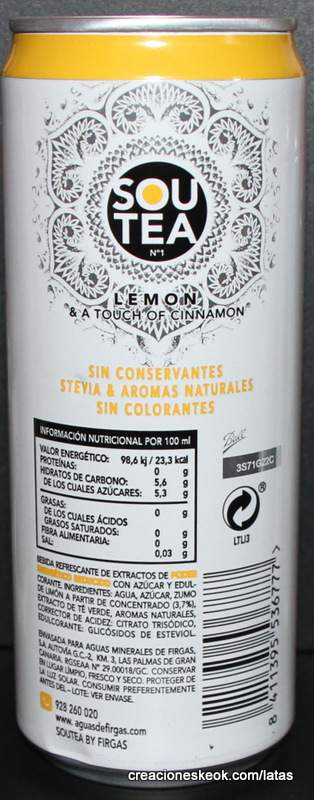 SOU
TEA
Nº1
LEMON
& A TOUCH OF CINNAMON
SIN CONSERVANTES
STEVIA & AROMAS NATURALES
SIN COLORANTES
INFORMACIÓN NUTRICIONAL POR 100 ml
VALOR ENERGÉTICO: 98,6 kj / 23,3 kcal
PROTEÍNAS: 0 g
HIDRATOS DE CARBONO: 5,6 g
DE LOS CUALES AZÚCARES: 5,3 g
GRASAS: 0 g
DE LOS CUALES ÁCIDOS
GRASOS SATURADOS: 0 g
FIBRA ALIMENTARIA: 0 g
SAL: 0,03 g
Ball
3S71G22C
LTLI3
BEBIDA REFRESCANTE DE EXTRACTOS DE PODER
ENERGÉTICO REDUCIDO CON AZÚCAR Y EDUL-
CORANTE. INGREDIENTES: AGUA, AZÚCAR, ZUMO
DE LIMÓN A PARTIR DE CONCENTRADO (3,7%),
EXTRACTO DE TÉ VERDE, AROMAS NATURALES,
CORRECTOR DE ACIDEZ: CITRATO TRISÓDICO,
EDULCORANTE: GLICÓSIDOS DE ESTEVIOL.
ENVASADA PARA AGUAS MINERALES DE FIRGAS,
S.A. AUTOVÍA G.C.-2, KM. 3, LAS PALMAS DE GRAN
CANARIA. RGSEAA Nº 29.00018/GC. CONSERVAR
EN LUGAR LIMPIO, FRESCO Y SECO. PROTEGER DE
LA LUZ SOLAR. CONSUMIR PREFERENTEMENTE
ANTES DEL.- LOTE: VER ENVASE.
928 260 020
www.aguasdefirgas.com
SOUTEA BY FIRGAS
8 411395 536777
creacioneskeok.com/latas